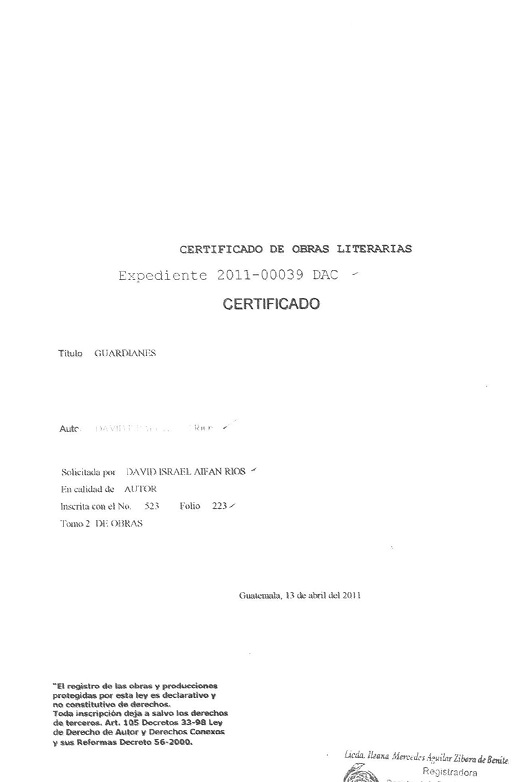 CERTIFICADO DE OBRAS LITERARIAS
Expediente 2011-00039 DAC
CERTIFICADO
Título GUARDIANES
Auto DAVID RIOS
Solicitada por DAVID ISRAEL AIFAN RIOS
En calidad de AUTOR
Inscrita con el No. 523 Folio 223
Tomo 2 DE OBRAS
Guatemala, 13 de abril del 2011
"El registro de las obras y producciones
protegidas por esta ley es declarativo y
no constitutivo de derechos.
Toda inscripción deja a salvo los derechos
de terceros. Art. 105 Decretos 33-98 Ley
de Derecho de Autor y Derechos Conexos
y sus Reformas Decreto 56-2000.
Licda. Ileana Mercedes Aguilar Zibara de Benite
Registradora